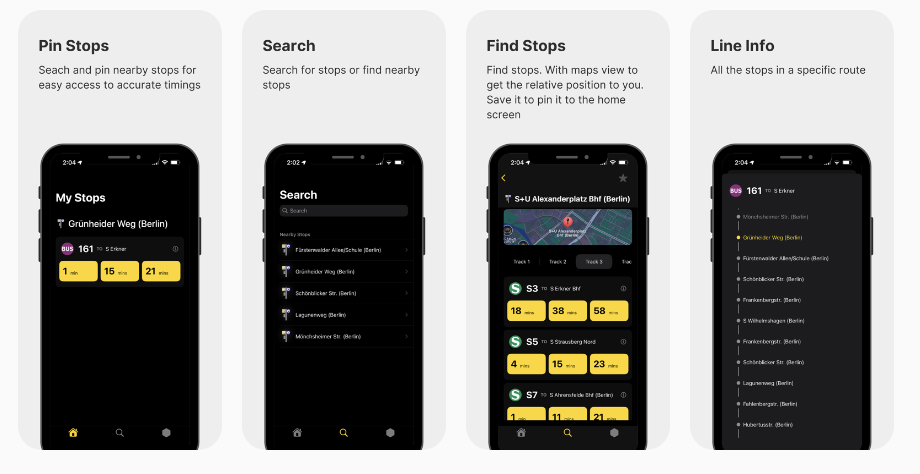 Pin Stops
Seach and pin nearby stops for
easy access to accurate timings
2:04
My Stops
Grünheider Weg (Berlin)
BUS 161 TO S Erkner
1 min 15 mins 21 mins
Search
Search for stops or find nearby
stops
2:02
Search
Search
Nearby Stops
Fürstenwalder Allee/Schule (Berlin)
Grünheider Weg (Berlin)
Schönblicker Str. (Berlin)
Lagunenweg (Berlin)
Mönchsheimer Str. (Berlin)
Find Stops
Find stops. With maps view to
get the relative position to you.
Save it to pin it to the home
screen
2:04
S+U Alexanderplatz Bhf (Berlin)
S+U Alexanderplatz
Bhf (Berlin)
Track 1 Track 2 Track 3 Trac
S S3 TO S Erkner Bhf
18 mins 38 mins 58 mins
S S5 TO S Strausberg Nord
4 mins 15 mins 23 mins
S S7 TO S Ahrensfelde Bhf (Berlin)
1 min 11 mins 21 mins
Line Info
All the stops in a specific route
2:04
BUS 161 TO S Erkner
Mönchsheimer Str. (Berlin)
Grünheider Weg (Berlin)
Fürstenwalder Allee/Schule (Berlin)
Schönblicker Str. (Berlin)
Frankenbergstr. (Berlin)
S Wilhelmshagen (Berlin)
Frankenbergstr. (Berlin)
Schönblicker Str. (Berlin)
Lagunenweg (Berlin)
Fahlenbergstr. (Berlin)
Hubertusstr. (Berlin)